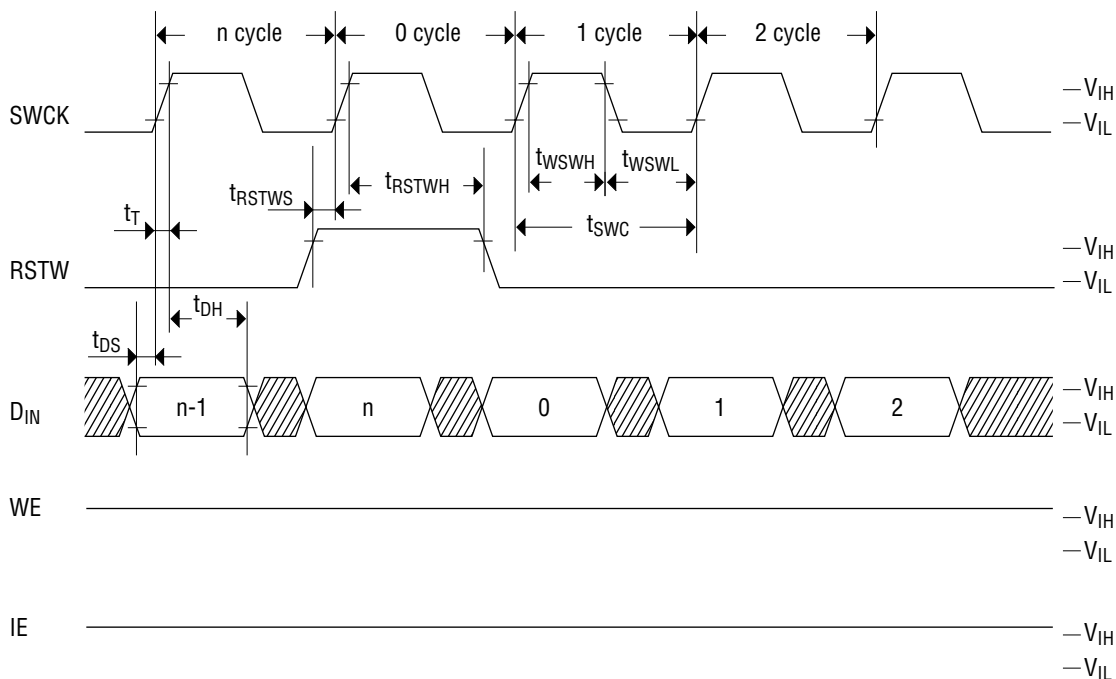 n cycle 0 cycle 1 cycle 2 cycle
SWCK
VIH
VIL
tWSWH tWSWL
tRSTWS tRSTWH
tT
tSWC
RSTW
VIH
VIL
tDH
tDS
DIN
n-1 n 0 1 2
VIH
VIL
WE
VIH
VIL
IE
VIH
VIL